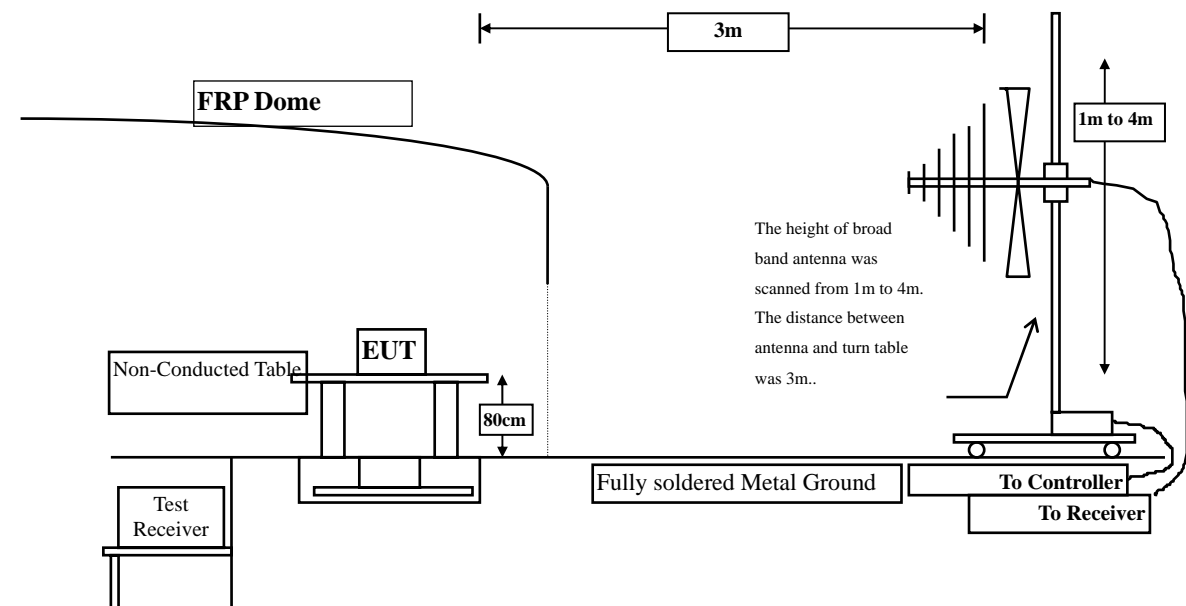 3m
FRP Dome
1m to 4m
The height of broad
band antenna was
scanned from 1m to 4m.
The distance between
antenna and turn table
was 3m..
EUT
Non-Conducted Table
80cm
Fully soldered Metal Ground
To Controller
To Receiver
Test
Receiver